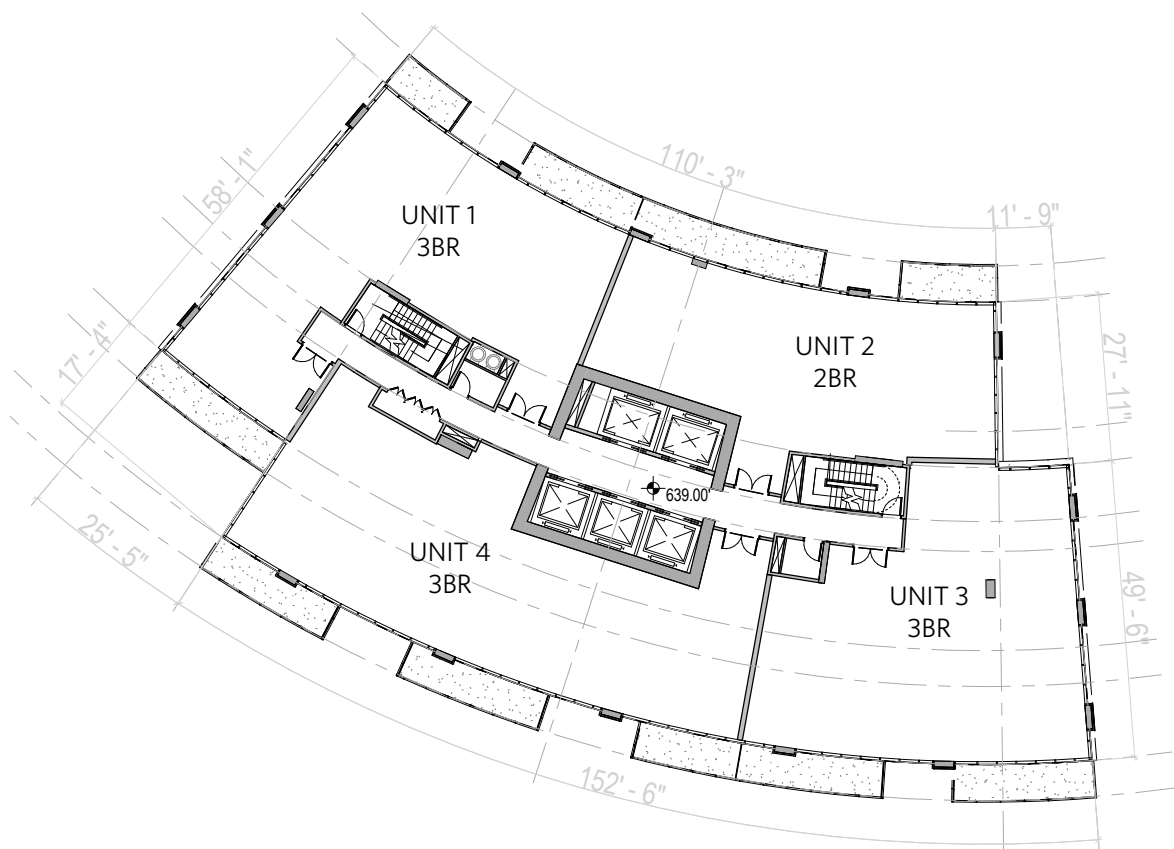 110' - 3"
58' - 1"
11' - 9"
UNIT 1
3BR
UNIT 2
2BR
17' - 4"
27' - 11"
639.00'
25' - 5"
UNIT 4
3BR
UNIT 3
3BR
49' - 6"
152' - 6"